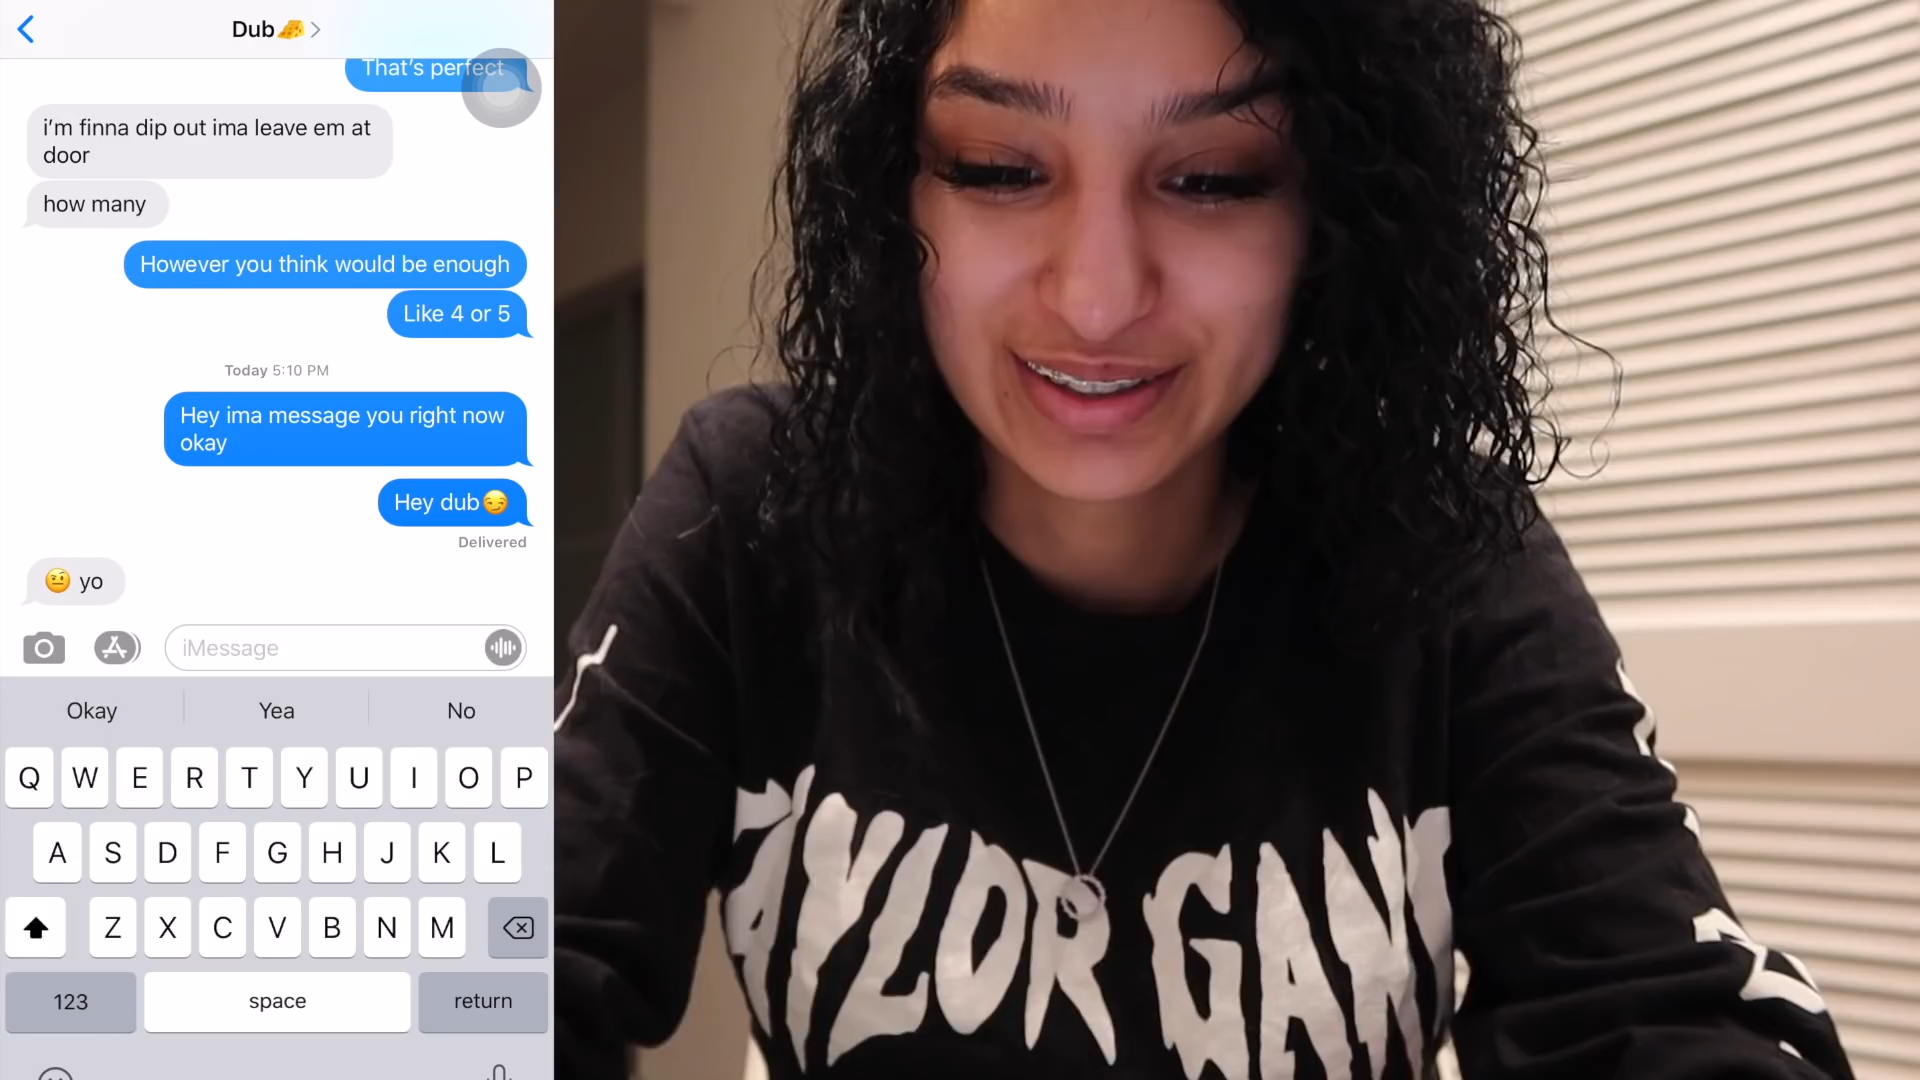 Dub🧀
That's perfect
i'm finna dip out ima leave em at
door
how many
However you think would be enough
Like 4 or 5
Today 5:10 PM
Hey ima message you right now
okay
Hey dub😏
Delivered
🤨 yo
iMessage
Okay Yea No
Q W E R T Y U I O P
A S D F G H J K L
Z X C V B N M
123 space return
TAYLOR GANG